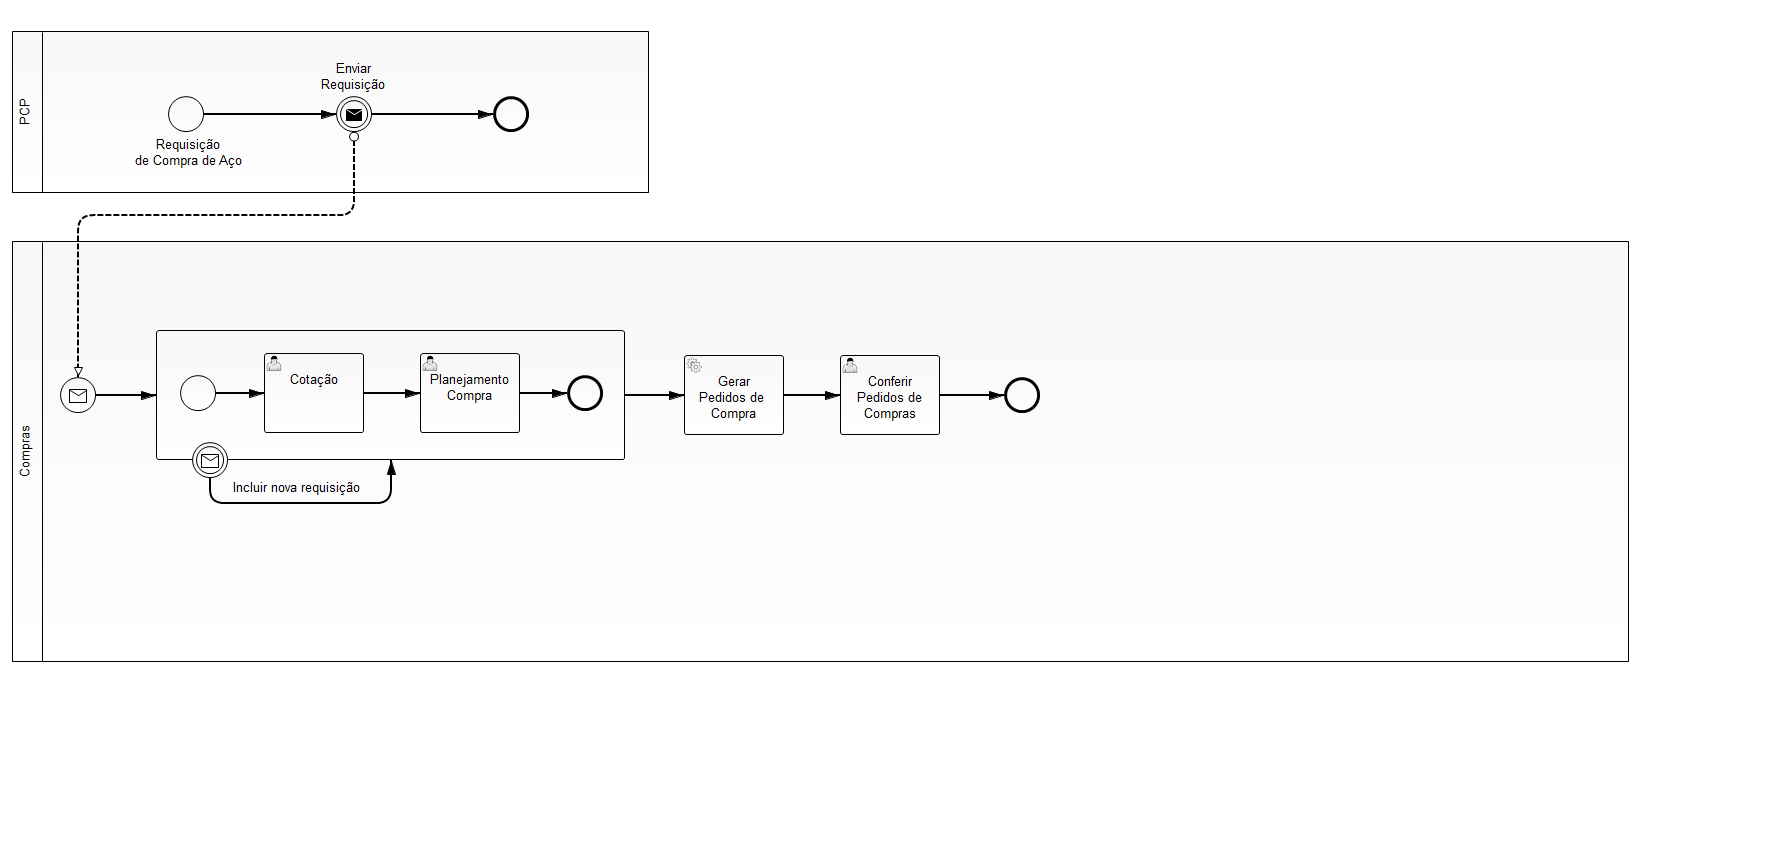 PCP
Enviar
Requisição
Requisição
de Compra de Aço
Compras
Cotação
Planejamento
Compra
Incluir nova requisição
Gerar
Pedidos de
Compra
Conferir
Pedidos de
Compras